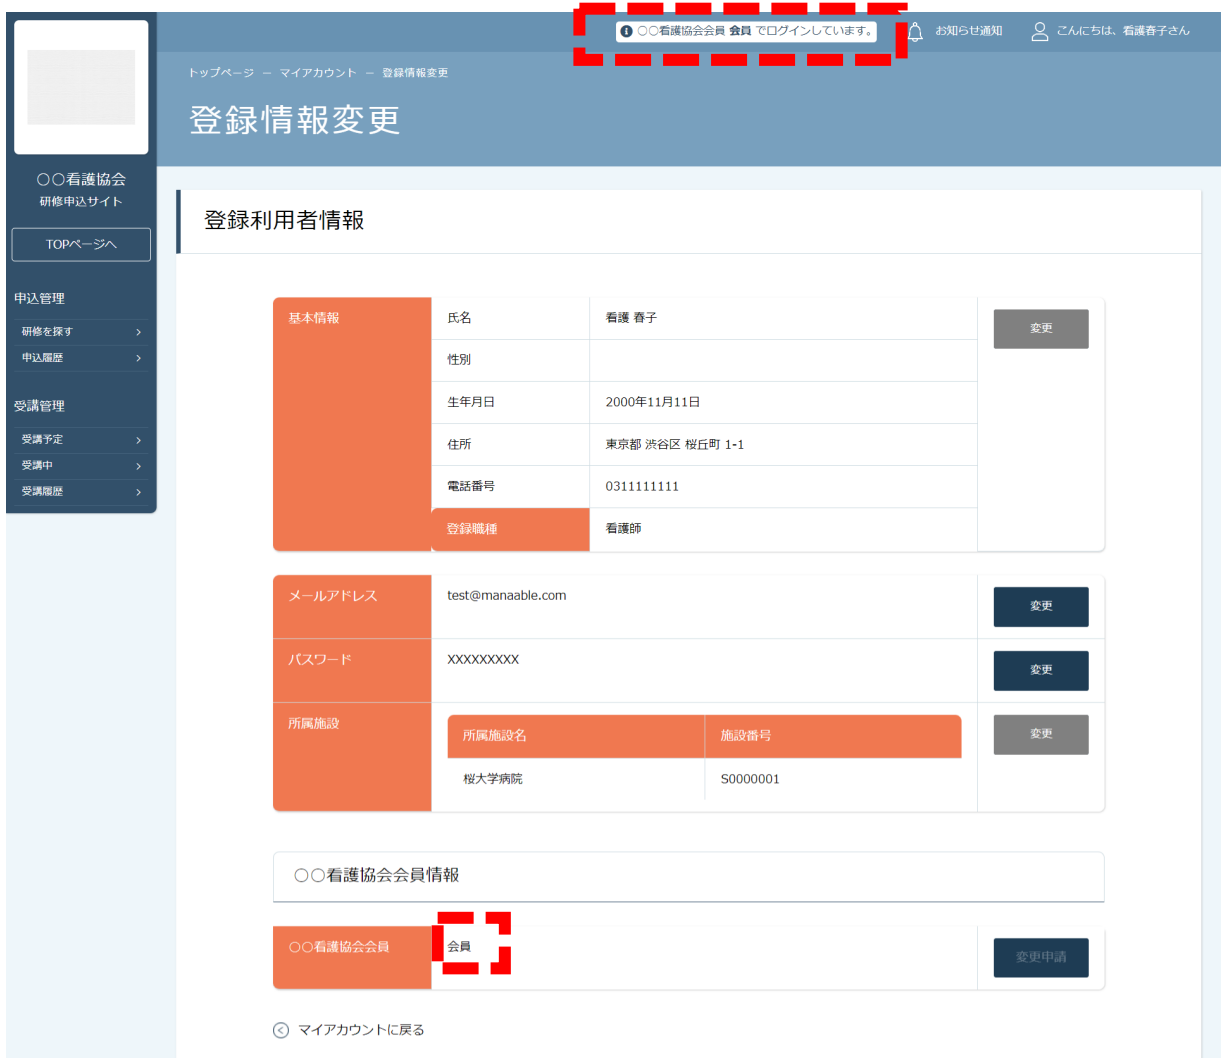 ○○看護協会会員 会員 でログインしています。
お知らせ通知
こんにちは、看護春子さん
トップページ － マイアカウント － 登録情報変更
登録情報変更
○○看護協会
研修申込サイト
TOPページへ
申込管理
研修を探す
申込履歴
受講管理
受講予定
受講中
受講履歴
登録利用者情報
基本情報
氏名 看護 春子
変更
性別
生年月日 2000年11月11日
住所 東京都 渋谷区 桜丘町 1-1
電話番号 0311111111
登録職種 看護師
メールアドレス test@manaable.com
変更
パスワード XXXXXXXXX
変更
所属施設
所属施設名 施設番号
変更
桜大学病院 S0000001
○○看護協会会員情報
○○看護協会会員 会員
変更申請
マイアカウントに戻る